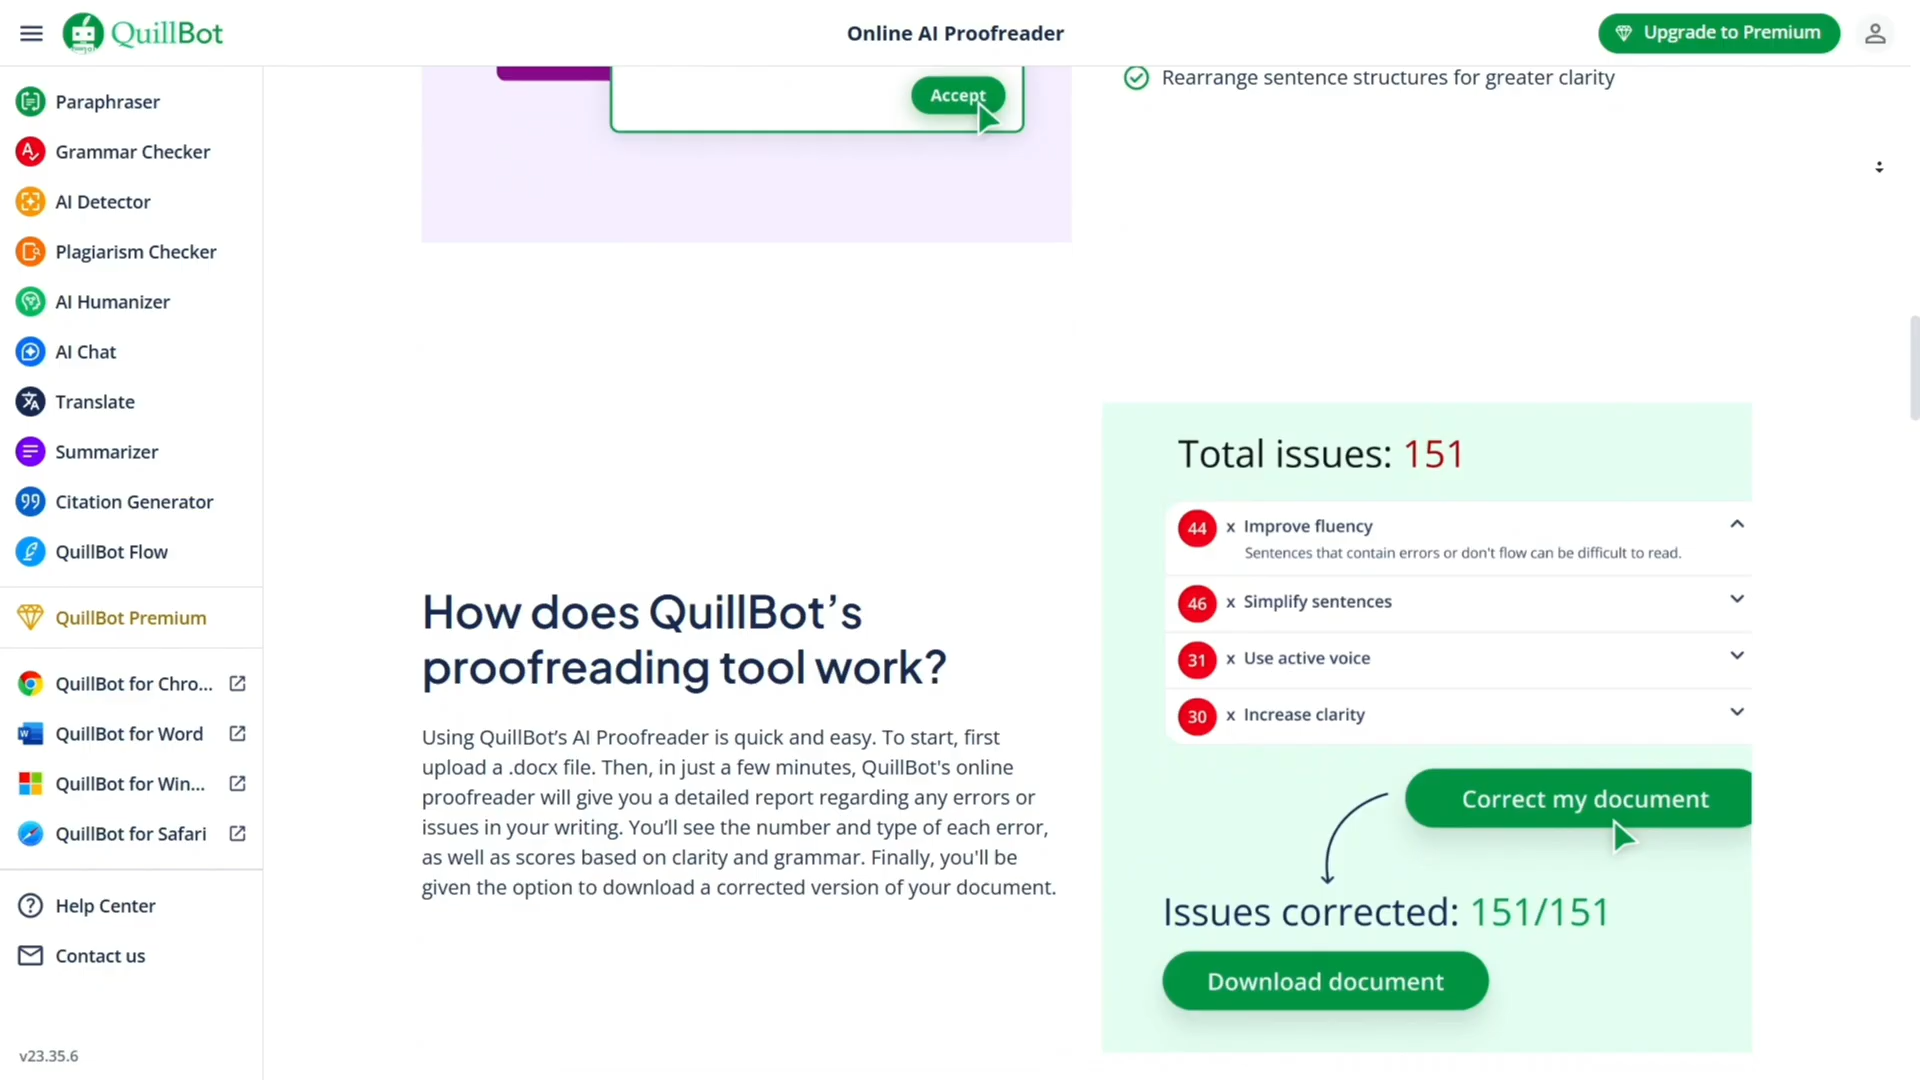 QuillBot
Online AI Proofreader
Upgrade to Premium
Paraphraser
Grammar Checker
AI Detector
Plagiarism Checker
AI Humanizer
AI Chat
Translate
Summarizer
Citation Generator
QuillBot Flow
QuillBot Premium
QuillBot for Chro...
QuillBot for Word
QuillBot for Win...
QuillBot for Safari
Help Center
Contact us
v23.35.6
Accept
Rearrange sentence structures for greater clarity
How does QuillBot’s
proofreading tool work?
Using QuillBot’s AI Proofreader is quick and easy. To start, first
upload a .docx file. Then, in just a few minutes, QuillBot's online
proofreader will give you a detailed report regarding any errors or
issues in your writing. You’ll see the number and type of each error,
as well as scores based on clarity and grammar. Finally, you'll be
given the option to download a corrected version of your document.
Total issues: 151
44 x Improve fluency
Sentences that contain errors or don't flow can be difficult to read.
46 x Simplify sentences
31 x Use active voice
30 x Increase clarity
Correct my document
Issues corrected: 151/151
Download document